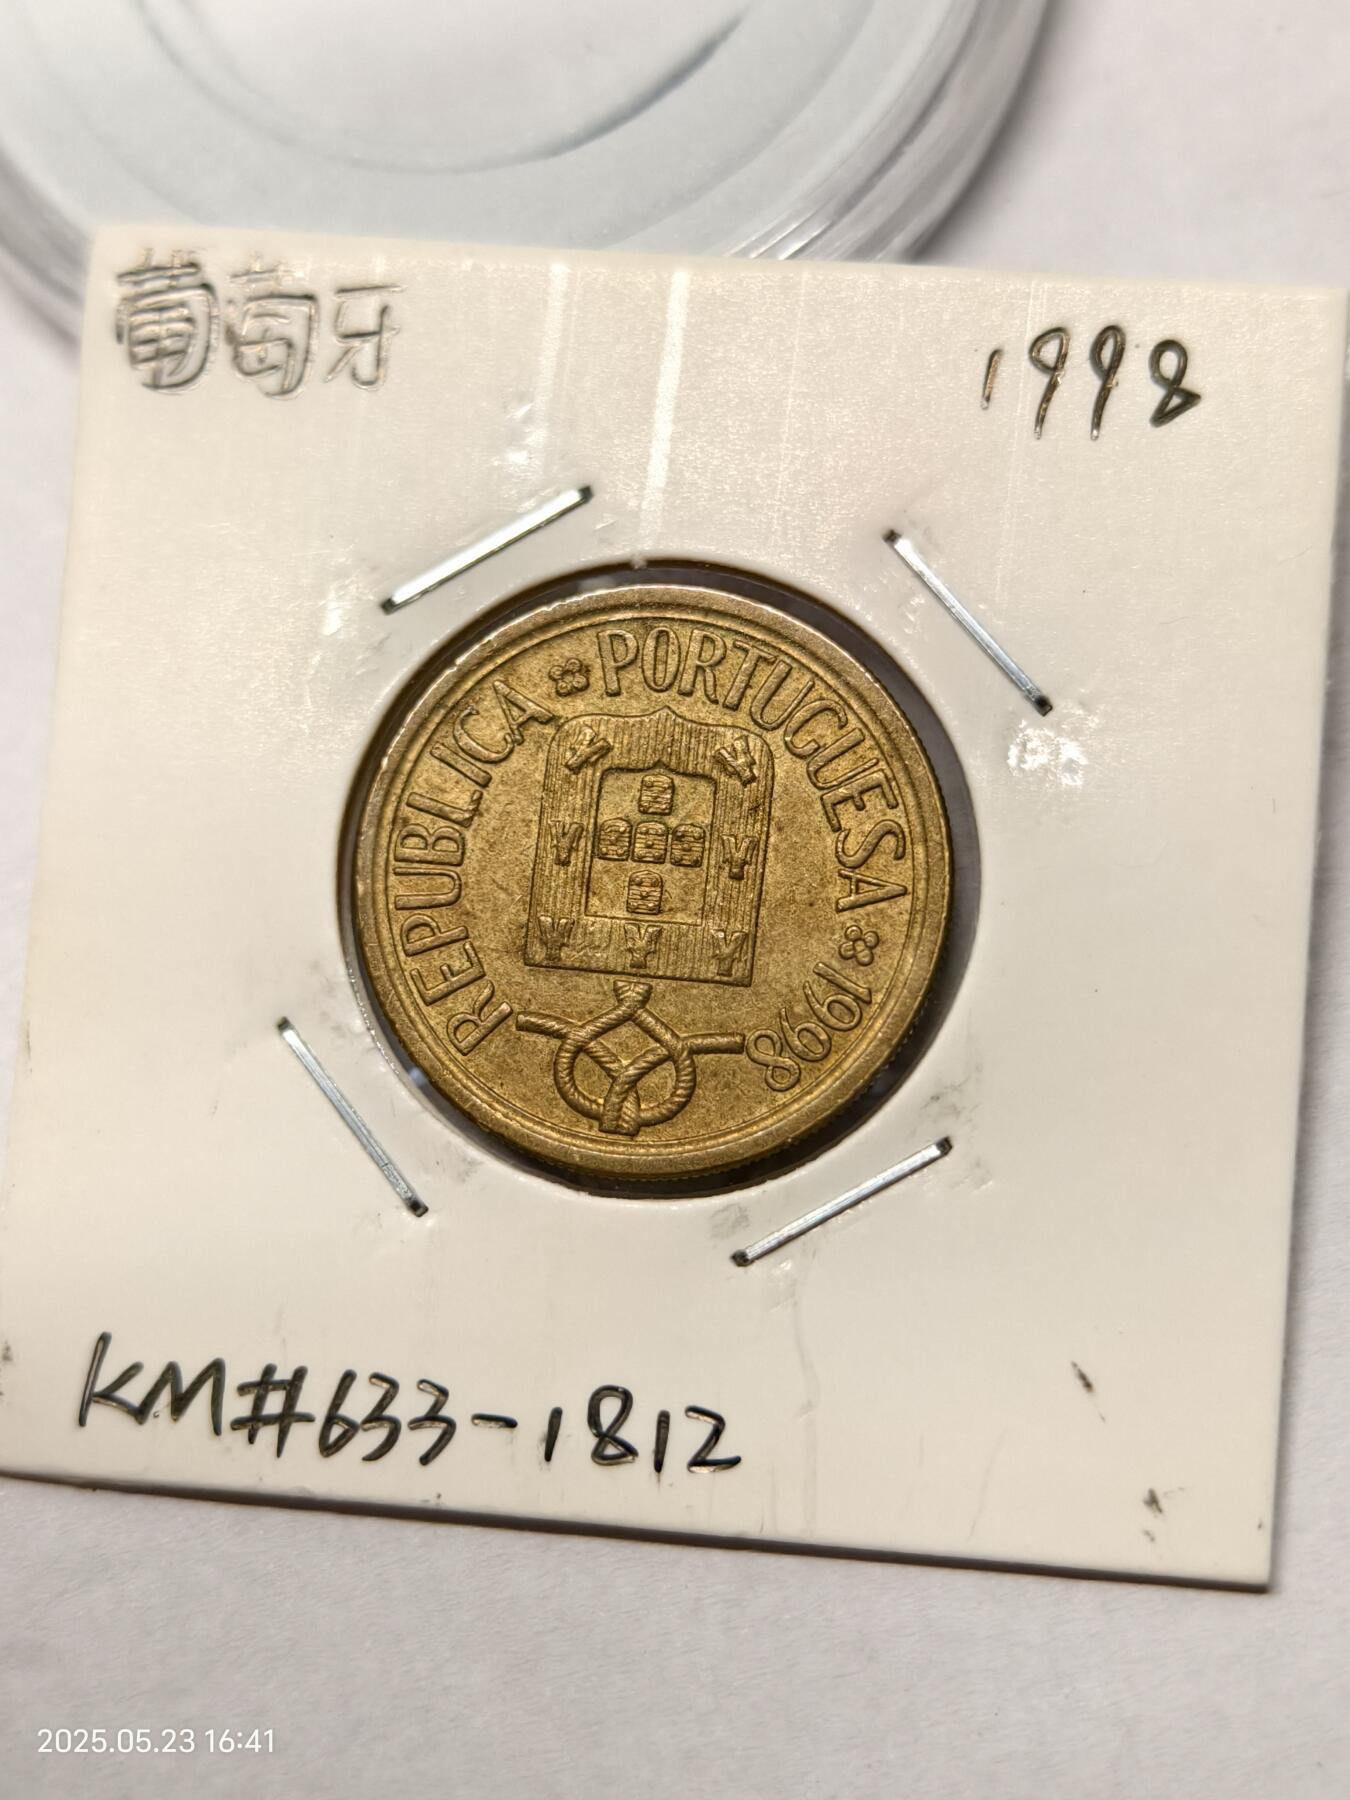 葡萄牙
1998
REPUBLICA PORTUGUESA 1998
KM#633-1812
2025.05.23 16:41